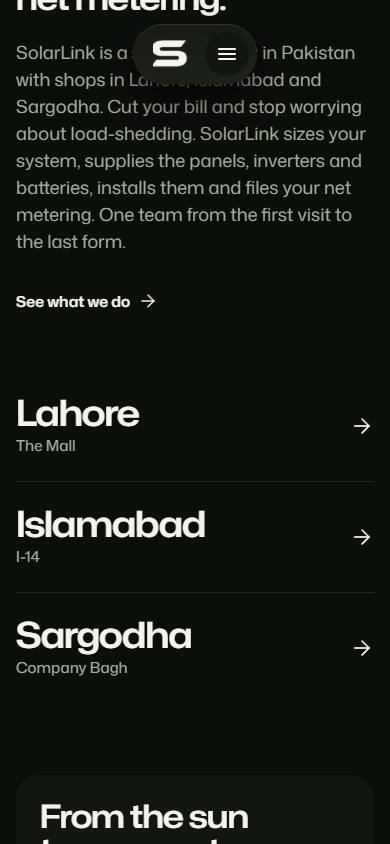 net metering.
SolarLink is a in Pakistan
with shops in Lahore, Islamabad and
Sargodha. Cut your bill and stop worrying
about load-shedding. SolarLink sizes your
system, supplies the panels, inverters and
batteries, installs them and files your net
metering. One team from the first visit to
the last form.
See what we do
Lahore
The Mall
Islamabad
I-14
Sargodha
Company Bagh
From the sun